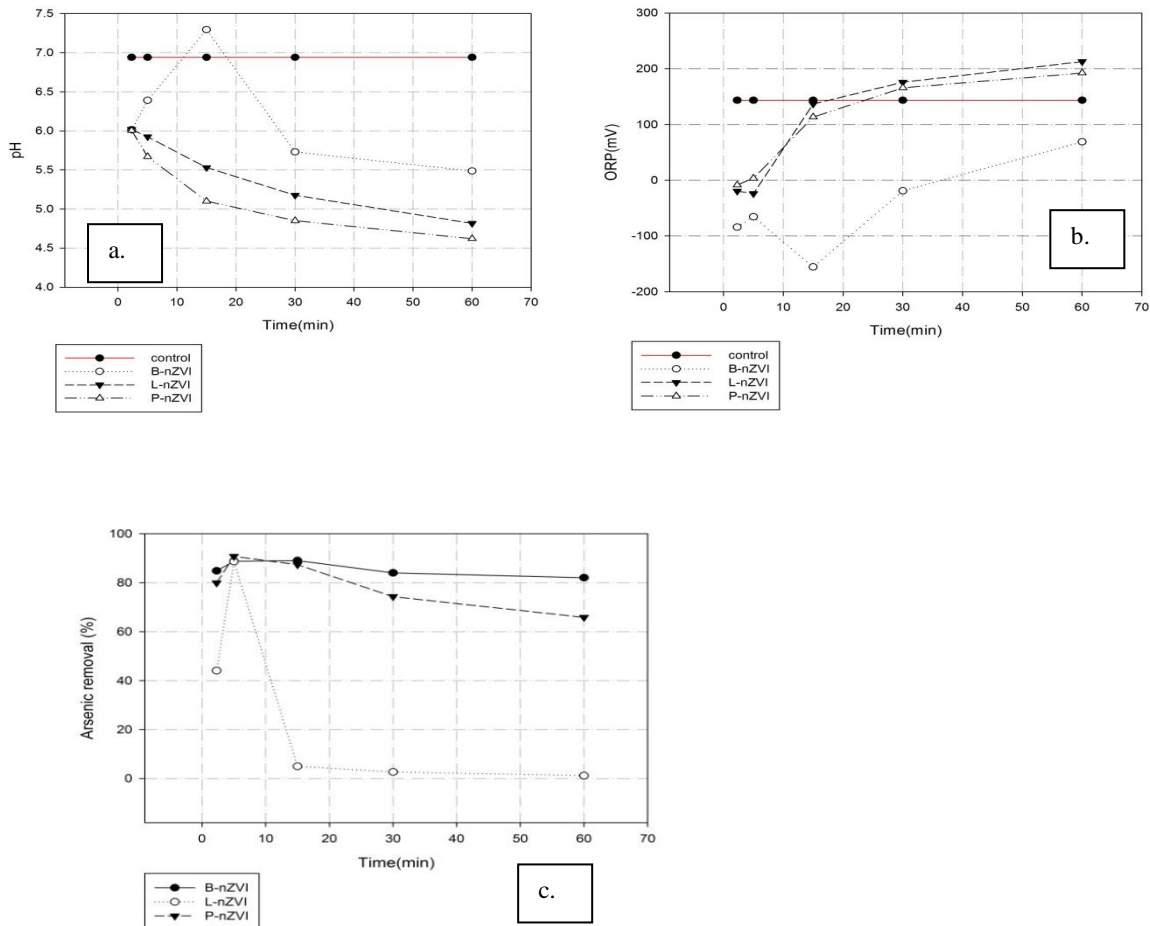 7.5
7.0
6.5
6.0
5.5
5.0
4.5
4.0
pH
0 10 20 30 40 50 60 70
Time(min)
a.
control
B-nZVI
L-nZVI
P-nZVI
300
200
100
0
-100
-200
ORP(mV)
0 10 20 30 40 50 60 70
Time(min)
b.
control
B-nZVI
L-nZVI
P-nZVI
100
80
60
40
20
0
Arsenic removal (%)
0 10 20 30 40 50 60 70
Time(min)
c.
B-nZVI
L-nZVI
P-nZVI